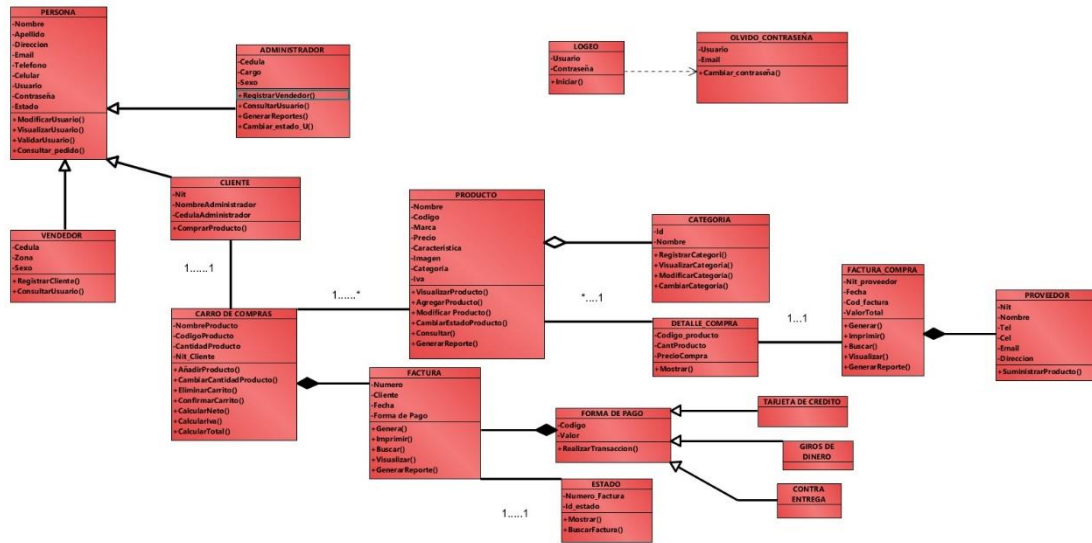 PERSONA
-Nombre
-Apellido
-Direccion
-Email
-Telefono
-Celular
-Usuario
-Contraseña
-Estado
+ModificarUsuario()
+VisualizarUsuario()
+ValidarUsuario()
+Consultar_pedido()
ADMINISTRADOR
-Cedula
-Cargo
-Sexo
+RegistrarVendedor()
+ConsultarUsuario()
+GenerarReportes()
+Cambiar_estado_U()
LOGEO
-Usuario
-Contraseña
+Iniciar()
OLVIDO_CONTRASEÑA
-Usuario
-Email
+Cambiar_contraseña()
CLIENTE
-Nit
-NombreAdministrador
-CedulaAdministrador
+ComprarProducto()
VENDEDOR
-Cedula
-Zona
-Sexo
+RegistrarCliente()
+ConsultarUsuario()
1......1
PRODUCTO
-Nombre
-Codigo
-Marca
-Precio
-Caracteristica
-Imagen
-Categoria
-Iva
+VisualizarProducto()
+AgregarProducto()
+Modificar Producto()
+CambiarEstadoProducto()
+Consultar()
+GenerarReporte()
CATEGORIA
-Id
-Nombre
+RegistrarCategori()
+VisualizarCategoria()
+ModificarCategoria()
+CambiarCategoria()
1......*
*....1
CARRO DE COMPRAS
-NombreProducto
-CodigoProducto
-CantidadProducto
-Nit_Cliente
+AñadirProducto()
+CambiarCantidadProducto()
+EliminarCarrito()
+ConfirmarCarrito()
+CalcularNeto()
+CalcularIva()
+CalcularTotal()
DETALLE_COMPRA
-Codigo_producto
-CantProducto
-PrecioCompra
+Mostrar()
1...1
FACTURA_COMPRA
-Nit_proveedor
-Fecha
-Cod_factura
-ValorTotal
+Generar()
+Imprimir()
+Buscar()
+Visualizar()
+GenerarReporte()
PROVEEDOR
-Nit
-Nombre
-Tel
-Cel
-Email
-Direccion
+SuministrarProducto()
FACTURA
-Numero
-Cliente
-Fecha
-Forma de Pago
+Genera()
+Imprimir()
+Buscar()
+Visualizar()
+GenerarReporte()
FORMA DE PAGO
-Codigo
-Valor
+RealizarTransaccion()
TARJETA DE CREDITO
GIROS DE
DINERO
CONTRA
ENTREGA
ESTADO
-Numero_Factura
-Id_estado
+Mostrar()
+BuscarFactura()
1.....1